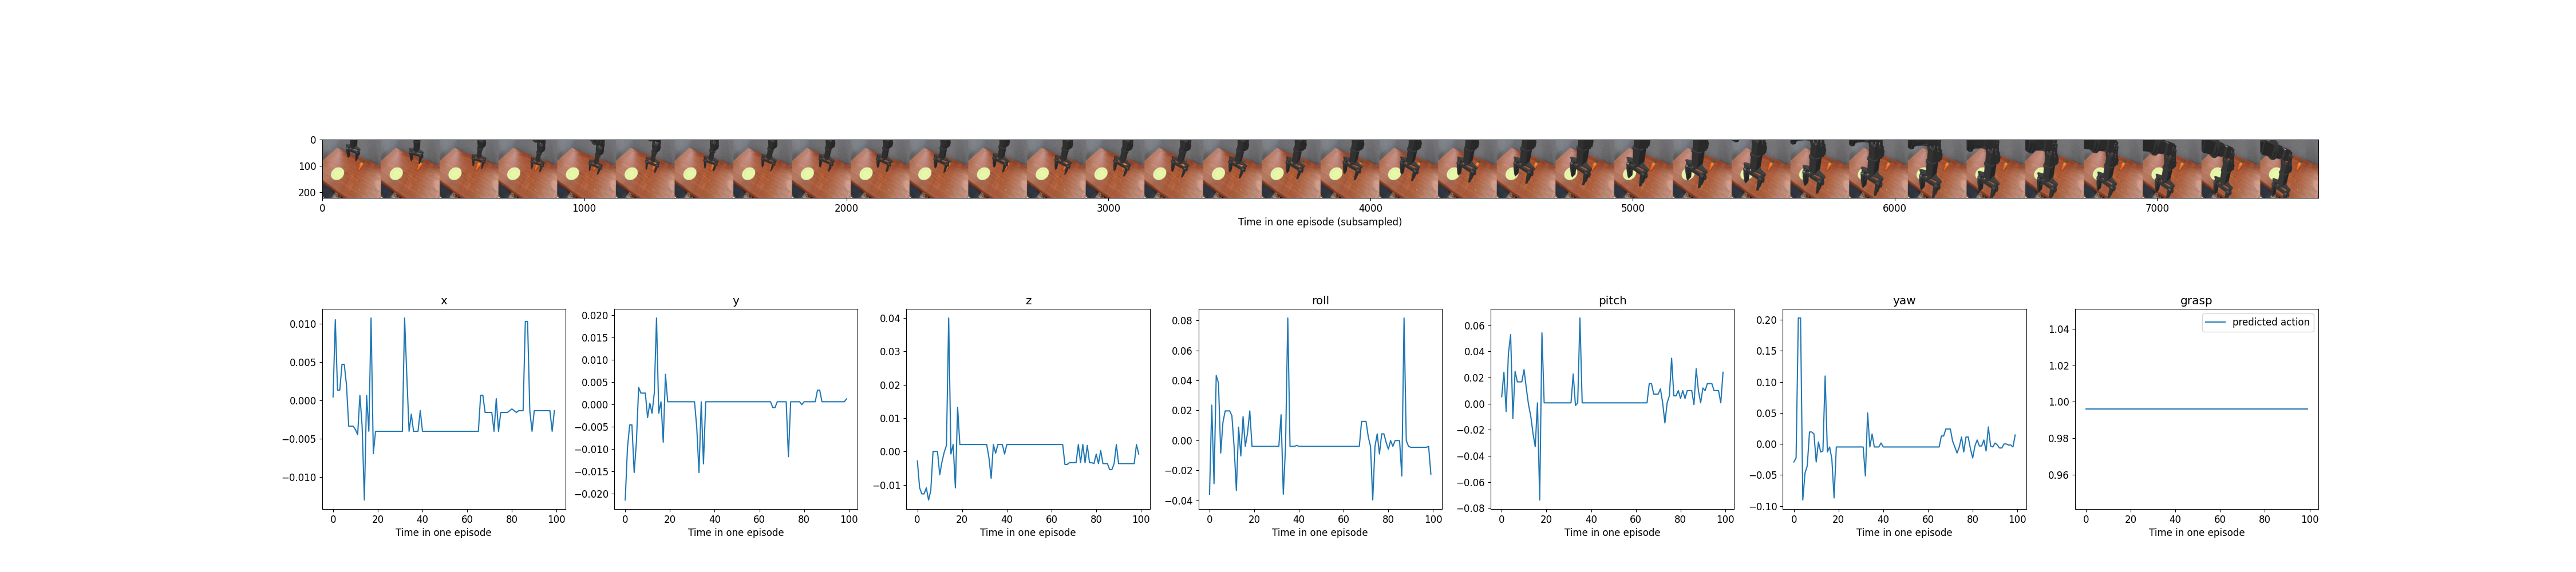 0
100
200
0 1000 2000 3000 4000 5000 6000 7000
Time in one episode (subsampled)
x
0.010
0.005
0.000
−0.005
−0.010
0 20 40 60 80 100
Time in one episode
y
0.020
0.015
0.010
0.005
0.000
−0.005
−0.010
−0.015
−0.020
0 20 40 60 80 100
Time in one episode
z
0.04
0.03
0.02
0.01
0.00
−0.01
0 20 40 60 80 100
Time in one episode
roll
0.08
0.06
0.04
0.02
0.00
−0.02
−0.04
0 20 40 60 80 100
Time in one episode
pitch
0.06
0.04
0.02
0.00
−0.02
−0.04
−0.06
−0.08
0 20 40 60 80 100
Time in one episode
yaw
0.20
0.15
0.10
0.05
0.00
−0.05
−0.10
0 20 40 60 80 100
Time in one episode
grasp
predicted action
1.04
1.02
1.00
0.98
0.96
0 20 40 60 80 100
Time in one episode